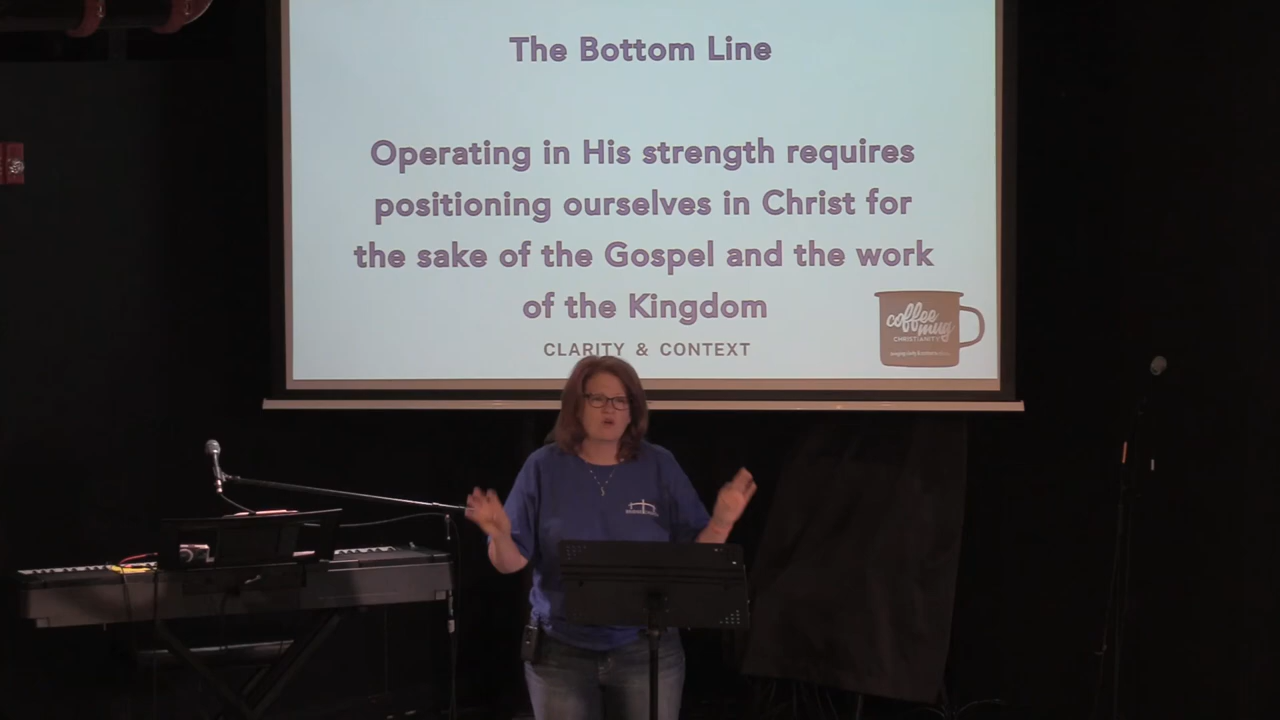 The Bottom Line
Operating in His strength requires
positioning ourselves in Christ for
the sake of the Gospel and the work
of the Kingdom
CLARITY & CONTEXT
coffee
mug
CHRISTIANITY